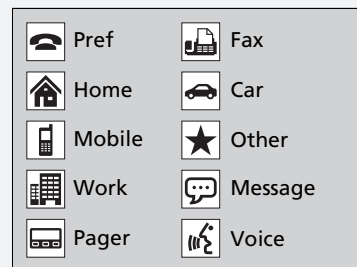 Pref
Fax
Home
Car
Mobile
Other
Work
Message
Pager
Voice